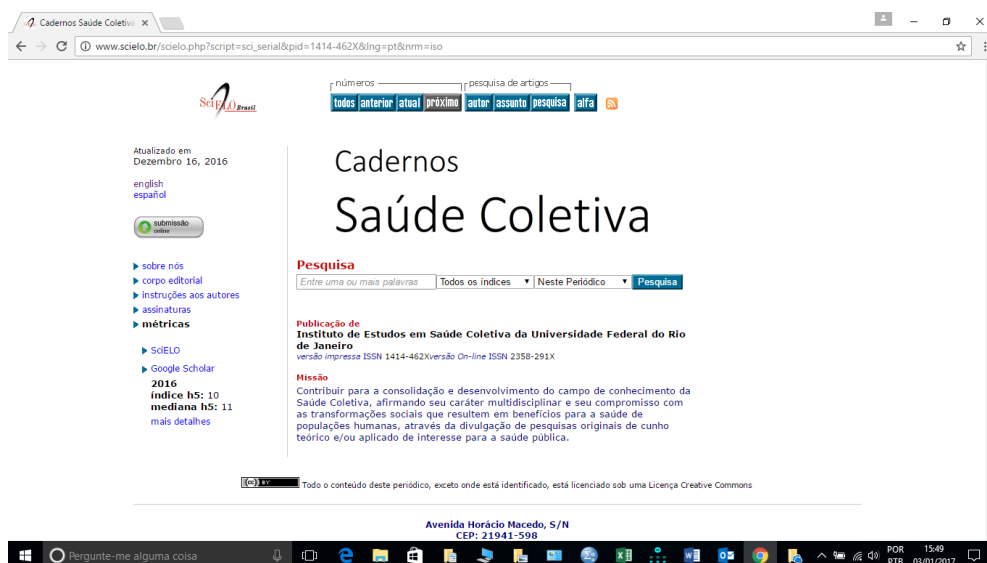 Cadernos Saúde Coletiva
www.scielo.br/scielo.php?script=sci_serial&pid=1414-462X&lng=pt&nrm=iso
SciELO Brasil
números
pesquisa de artigos
todos anterior atual próximo autor assunto pesquisa alfa
Atualizado em
Dezembro 16, 2016
english
español
submissão
online
sobre nós
corpo editorial
instruções aos autores
assinaturas
métricas
SciELO
Google Scholar
2016
índice h5: 10
mediana h5: 11
mais detalhes
Cadernos
Saúde Coletiva
Pesquisa
Entre uma ou mais palavras Todos os índices Neste Periódico Pesquisa
Publicação de
Instituto de Estudos em Saúde Coletiva da Universidade Federal do Rio
de Janeiro
versão impressa ISSN 1414-462Xversão On-line ISSN 2358-291X
Missão
Contribuir para a consolidação e desenvolvimento do campo de conhecimento da
Saúde Coletiva, afirmando seu caráter multidisciplinar e seu compromisso com
as transformações sociais que resultem em benefícios para a saúde de
populações humanas, através da divulgação de pesquisas originais de cunho
teórico e/ou aplicado de interesse para a saúde pública.
(cc) BY Todo o conteúdo deste periódico, exceto onde está identificado, está licenciado sob uma Licença Creative Commons
Avenida Horácio Macedo, S/N
CEP: 21941-598
Pergunte-me alguma coisa
POR
PTB
15:49
03/01/2017